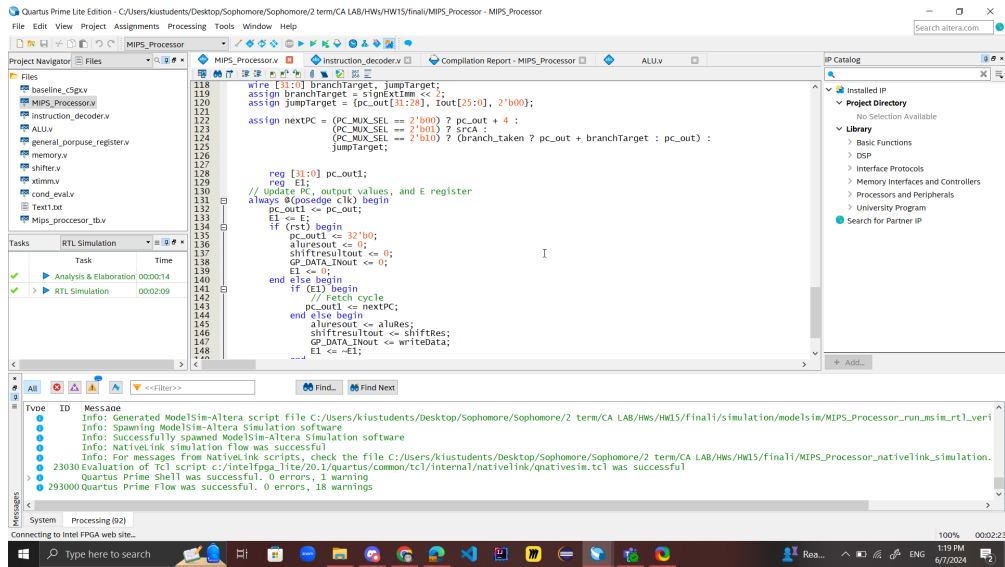 Quartus Prime Lite Edition - C:/Users/kiustudents/Desktop/Sophomore/Sophomore/2 term/CA LAB/HWs/HW15/finali/MIPS_Processor - MIPS_Processor
File Edit View Project Assignments Processing Tools Window Help
Search altera.com
MIPS_Processor
Project Navigator Files
Files
baseline_c5gx.v
MIPS_Processor.v
instruction_decoder.v
ALU.v
general_porpuse_register.v
memory.v
shifter.v
xtimm.v
cond_eval.v
Text1.txt
Mips_proccesor_tb.v
Tasks RTL Simulation
Task Time
Analysis & Elaboration 00:00:14
RTL Simulation 00:02:09
MIPS_Processor.v instruction_decoder.v Compilation Report - MIPS_Processor ALU.v
118 wire [31:0] branchTarget, jumpTarget;
119 assign branchTarget = signExtImm << 2;
120 assign jumpTarget = {pc_out[31:28], Iout[25:0], 2'b00};
121
122 assign nextPC = (PC_MUX_SEL == 2'b00) ? pc_out + 4 :
123 (PC_MUX_SEL == 2'b01) ? srcA :
124 (PC_MUX_SEL == 2'b10) ? (branch_taken ? pc_out + branchTarget : pc_out) :
125 jumpTarget;
126
127
128 reg [31:0] pc_out1;
129 reg E1;
130 // Update PC, output values, and E register
131 always @(posedge clk) begin
132 pc_out1 <= pc_out;
133 E1 <= E;
134 if (rst) begin
135 pc_out1 <= 32'b0;
136 aluresout <= 0;
137 shiftresultout <= 0;
138 GP_DATA_INout <= 0;
139 E1 <= 0;
140 end else begin
141 if (E1) begin
142 // Fetch cycle
143 pc_out1 <= nextPC;
144 end else begin
145 aluresout <= aluRes;
146 shiftresultout <= shiftRes;
147 GP_DATA_INout <= writeData;
148 E1 <= ~E1;
149 end
IP Catalog
Installed IP
Project Directory
No Selection Available
Library
Basic Functions
DSP
Interface Protocols
Memory Interfaces and Controllers
Processors and Peripherals
University Program
Search for Partner IP
+ Add...
All <<Filter>> Find... Find Next
Type ID Message
Info: Generated ModelSim-Altera script file C:/Users/kiustudents/Desktop/Sophomore/Sophomore/2 term/CA LAB/HWs/HW15/finali/simulation/modelsim/MIPS_Processor_run_msim_rtl_veri
Info: Spawning ModelSim-Altera Simulation software
Info: Successfully spawned ModelSim-Altera Simulation software
Info: NativeLink simulation flow was successful
Info: For messages from NativeLink scripts, check the file C:/Users/kiustudents/Desktop/Sophomore/Sophomore/2 term/CA LAB/HWs/HW15/finali/MIPS_Processor_nativelink_simulation.
23030 Evaluation of Tcl script c:/intelfpga_lite/20.1/quartus/common/tcl/internal/nativelink/qnativesim.tcl was successful
Quartus Prime Shell was successful. 0 errors, 1 warning
293000 Quartus Prime Flow was successful. 0 errors, 18 warnings
Messages
System Processing (92)
Connecting to Intel FPGA web site...
100% 00:02:23
Type here to search
Rea...
ENG
1:19 PM
6/7/2024